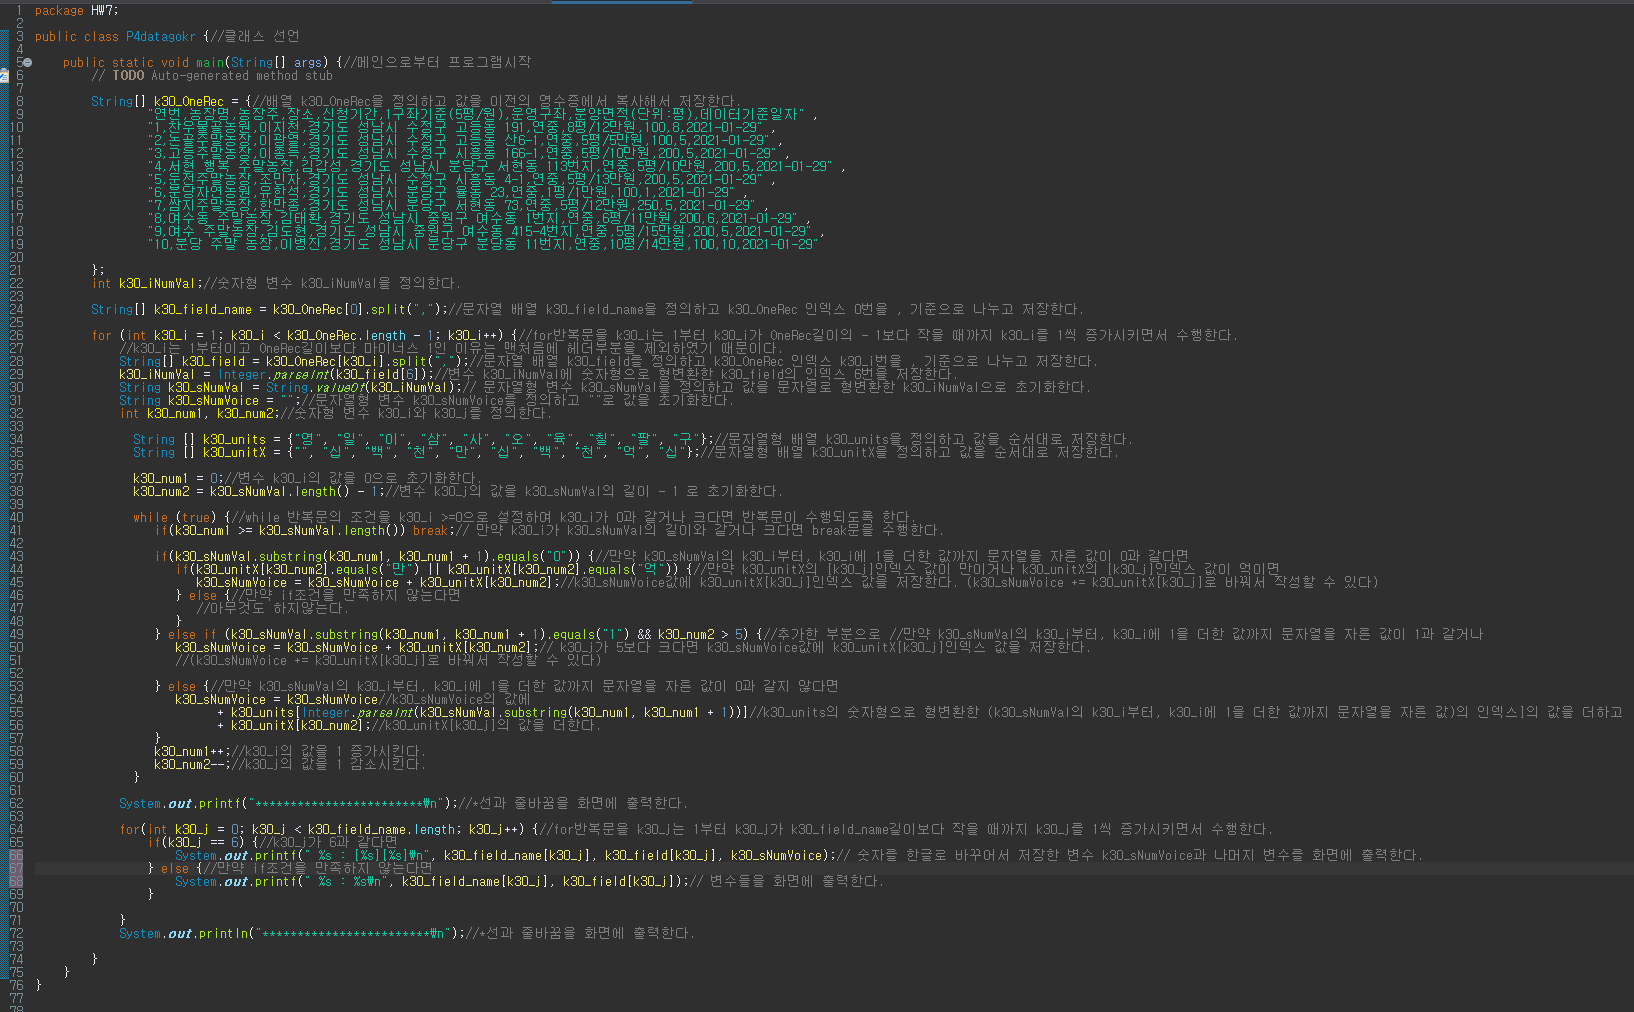 1 package HW7;
2
3 public class P4datagokr {//클래스 선언
4
5 public static void main(String[] args) {//메인으로부터 프로그램시작
6 // TODO Auto-generated method stub
7
8 String[] k30_OneRec = {//배열 k30_OneRec을 정의하고 값을 이전의 영수증에서 복사해서 저장한다.
9 "연번,농장명,농장주,장소,신청기간,1구좌기준(5평/원),운영구좌,분양면적(단위:평),데이터기준일자" ,
10 "1,찬우물골농원,이지천,경기도 성남시 수정구 고등동 191,연중,8평/12만원,100,8,2021-01-29" ,
11 "2,논골주말농장,이광열,경기도 성남시 수정구 고등동 산6-1,연중,5평/5만원,100,5,2021-01-29" ,
12 "3,고등주말농장,이종특,경기도 성남시 수정구 시흥동 166-1,연중,5평/10만원,200,5,2021-01-29" ,
13 "4,서현 행복 주말농장,김갑성,경기도 성남시 분당구 서현동 113번지,연중,5평/10만원,200,5,2021-01-29" ,
14 "5,둔전주말농장,조민자,경기도 성남시 수정구 시흥동 4-1,연중,5평/13만원,200,5,2021-01-29" ,
15 "6,분당자연농원,유한성,경기도 성남시 분당구 율동 23,연중,1평/1만원,100,1,2021-01-29" ,
16 "7,쌈지주말농장,한만종,경기도 성남시 분당구 서현동 73,연중,5평/12만원,250,5,2021-01-29" ,
17 "8,여수동 주말농장,김태환,경기도 성남시 중원구 여수동 1번지,연중,6평/11만원,200,6,2021-01-29" ,
18 "9,여수 주말농장,김도현,경기도 성남시 중원구 여수동 415-4번지,연중,5평/15만원,200,5,2021-01-29" ,
19 "10,분당 주말 농장,이병진,경기도 성남시 분당구 분당동 11번지,연중,10평/14만원,100,10,2021-01-29"
20
21 };
22 int k30_iNumVal;//숫자형 변수 k30_iNumVal을 정의한다.
23
24 String[] k30_field_name = k30_OneRec[0].split(",");//문자열 배열 k30_field_name을 정의하고 k30_OneRec 인덱스 0번을 , 기준으로 나누고 저장한다.
25
26 for (int k30_i = 1; k30_i < k30_OneRec.length - 1; k30_i++) {//for반복문을 k30_i는 1부터 k30_i가 OneRec길이의 - 1보다 작을 때까지 k30_i를 1씩 증가시키면서 수행한다.
27 //k30_i는 1부터이고 OneRec길이보다 마이너스 1인 이유는 맨처음에 헤더부분을 제외하였기 때문이다.
28 String[] k30_field = k30_OneRec[k30_i].split(",");//문자열 배열 k30_field를 정의하고 k30_OneRec 인덱스 k30_i번을 , 기준으로 나누고 저장한다.
29 k30_iNumVal = Integer.parseInt(k30_field[6]);//변수 k30_iNumVal에 숫자형으로 형변환한 k30_field의 인덱스 6번을 저장한다.
30 String k30_sNumVal = String.valueOf(k30_iNumVal);// 문자열형 변수 k30_sNumVal을 정의하고 값을 문자열로 형변환한 k30_iNumVal으로 초기화한다.
31 String k30_sNumVoice = "";//문자열형 변수 k30_sNumVoice를 정의하고 ""로 값을 초기화한다.
32 int k30_num1, k30_num2;//숫자형 변수 k30_i와 k30_j를 정의한다.
33
34 String [] k30_units = {"영", "일", "이", "삼", "사", "오", "육", "칠", "팔", "구"};//문자열형 배열 k30_units을 정의하고 값을 순서대로 저장한다.
35 String [] k30_unitX = {"", "십", "백", "천", "만", "십", "백", "천", "억", "십"};//문자열형 배열 k30_unitX을 정의하고 값을 순서대로 저장한다.
36
37 k30_num1 = 0;//변수 k30_i의 값을 0으로 초기화한다.
38 k30_num2 = k30_sNumVal.length() - 1;//변수 k30_j의 값을 k30_sNumVal의 길이 - 1 로 초기화한다.
39
40 while (true) {//while 반복문의 조건을 k30_i >=0으로 설정하여 k30_i가 0과 같거나 크다면 반복문이 수행되도록 한다.
41 if(k30_num1 >= k30_sNumVal.length()) break;// 만약 k30_i가 k30_sNumVal의 길이와 같거나 크다면 break문을 수행한다.
42
43 if(k30_sNumVal.substring(k30_num1, k30_num1 + 1).equals("0")) {//만약 k30_sNumVal의 k30_i부터, k30_i에 1을 더한 값까지 문자열을 자른 값이 0과 같다면
44 if(k30_unitX[k30_num2].equals("만") || k30_unitX[k30_num2].equals("억")) {//만약 k30_unitX의 [k30_j]인덱스 값이 만이거나 k30_unitX의 [k30_j]인덱스 값이 억이면
45 k30_sNumVoice = k30_sNumVoice + k30_unitX[k30_num2];//k30_sNumVoice값에 k30_unitX[k30_j]인덱스 값을 저장한다. (k30_sNumVoice += k30_unitX[k30_j]로 바꿔서 작성할 수 있다)
46 } else {//만약 if조건을 만족하지 않는다면
47 //아무것도 하지않는다.
48 }
49 } else if (k30_sNumVal.substring(k30_num1, k30_num1 + 1).equals("1") && k30_num2 > 5) {//추가한 부분으로 //만약 k30_sNumVal의 k30_i부터, k30_i에 1을 더한 값까지 문자열을 자른 값이 1과 같거나
50 k30_sNumVoice = k30_sNumVoice + k30_unitX[k30_num2];// k30_j가 5보다 크다면 k30_sNumVoice값에 k30_unitX[k30_j]인덱스 값을 저장한다.
51 //(k30_sNumVoice += k30_unitX[k30_j]로 바꿔서 작성할 수 있다)
52
53 } else {//만약 k30_sNumVal의 k30_i부터, k30_i에 1을 더한 값까지 문자열을 자른 값이 0과 같지 않다면
54 k30_sNumVoice = k30_sNumVoice//k30_sNumVoice의 값에
55 + k30_units[Integer.parseInt(k30_sNumVal.substring(k30_num1, k30_num1 + 1))]//k30_units의 숫자형으로 형변환할 (k30_sNumVal의 k30_i부터, k30_i에 1을 더한 값까지 문자열을 자른 값)의 인덱스]의 값을 더하고
56 + k30_unitX[k30_num2];//k30_unitX[k30_j]의 값을 더한다.
57 }
58 k30_num1++;//k30_i의 값을 1 증가시킨다.
59 k30_num2--;//k30_j의 값을 1 감소시킨다.
60 }
61
62 System.out.printf("************************\n");//*선과 줄바꿈을 화면에 출력한다.
63
64 for(int k30_j = 0; k30_j < k30_field_name.length; k30_j++) {//for반복문을 k30_j는 1부터 k30_j가 k30_field_name길이보다 작을 때까지 k30_j를 1씩 증가시키면서 수행한다.
65 if(k30_j == 6) {//k30_j가 6과 같다면
66 System.out.printf(" %s : [%s][%s]\n", k30_field_name[k30_j], k30_field[k30_j], k30_sNumVoice);// 숫자를 한글로 바꾸어서 저장한 변수 k30_sNumVoice과 나머지 변수를 화면에 출력한다.
67 } else {//만약 if조건을 만족하지 않는다면
68 System.out.printf(" %s : %s\n", k30_field_name[k30_j], k30_field[k30_j]);// 변수들을 화면에 출력한다.
69 }
70
71 }
72 System.out.println("************************\n");//*선과 줄바꿈을 화면에 출력한다.
73
74 }
75 }
76 }
77
78